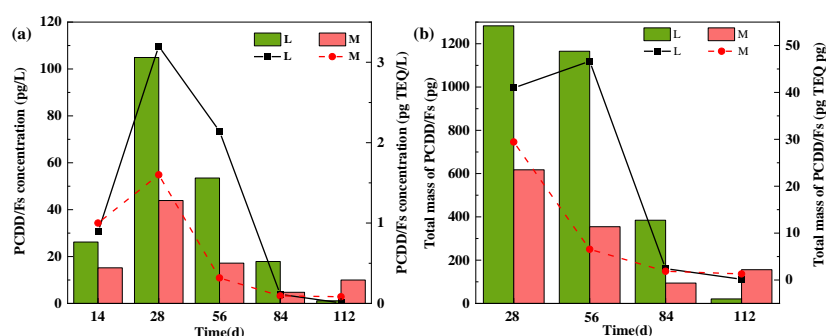 (a)
L M
L M
PCDD/Fs concentration (pg/L)
120
100
80
60
40
20
0
14 28 56 84 112
Time(d)
3
2
1
0
PCDD/Fs concentration (pg TEQ/L)
(b)
L M
L M
Total mass of PCDD/Fs (pg)
1200
1000
800
600
400
200
0
28 56 84 112
Time(d)
50
40
30
20
10
0
Total mass of PCDD/Fs (pg TEQ pg)